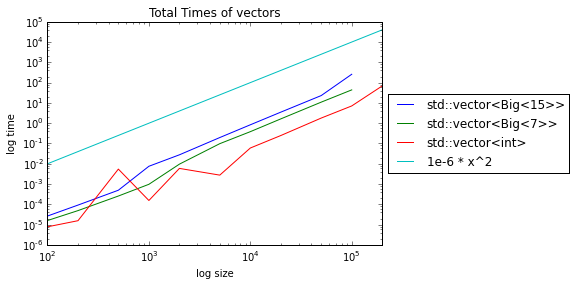 Total Times of vectors
10^5
10^4
10^3
10^2
10^1
10^0
10^-1
10^-2
10^-3
10^-4
10^-5
10^-6
log time
10^2
10^3
10^4
10^5
log size
std::vector<Big<15>>
std::vector<Big<7>>
std::vector<int>
1e-6 * x^2